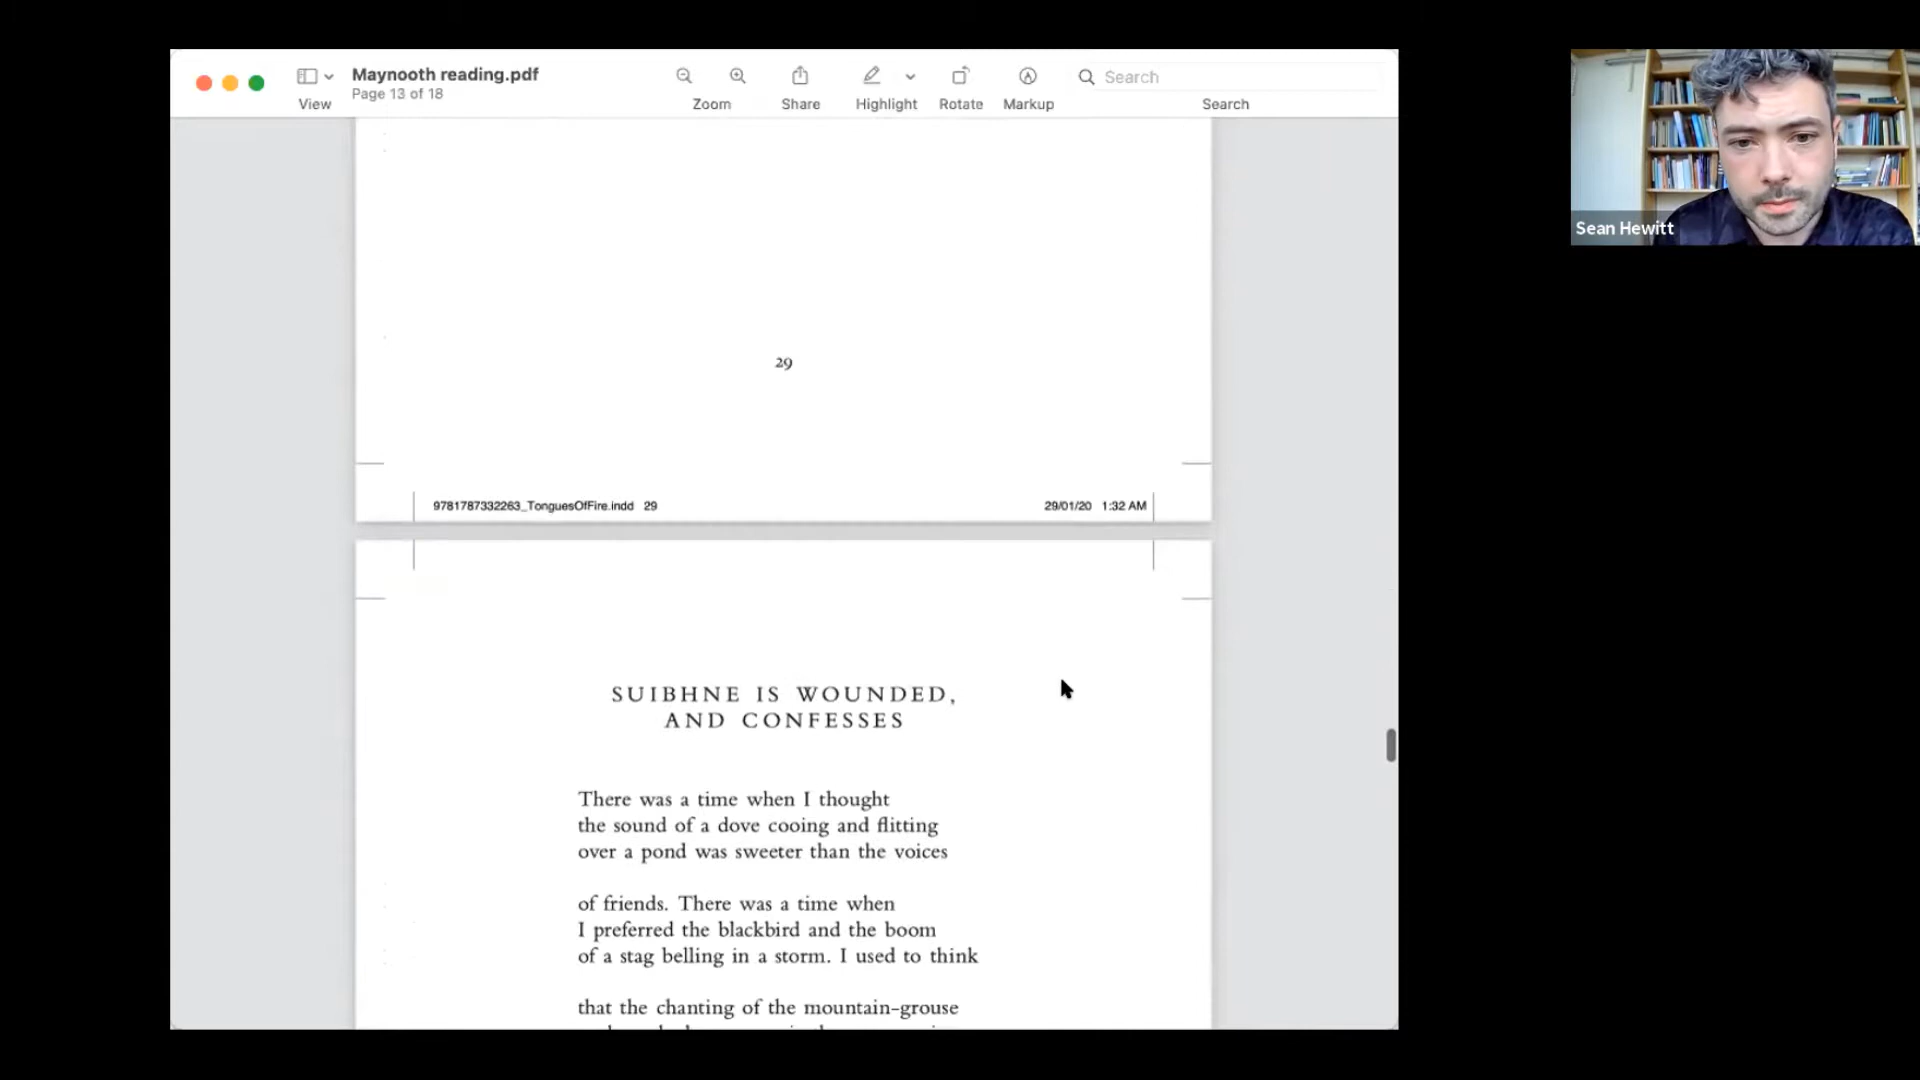 Maynooth reading.pdf
Page 13 of 18
View
Zoom
Share
Highlight
Rotate
Markup
Search
Search
Sean Hewitt
29
9781787332263_TonguesOfFire.indd 29
29/01/20 1:32 AM
SUIBHNE IS WOUNDED,
AND CONFESSES
There was a time when I thought
the sound of a dove cooing and flitting
over a pond was sweeter than the voices
of friends. There was a time when
I preferred the blackbird and the boom
of a stag belling in a storm. I used to think
that the chanting of the mountain-grouse